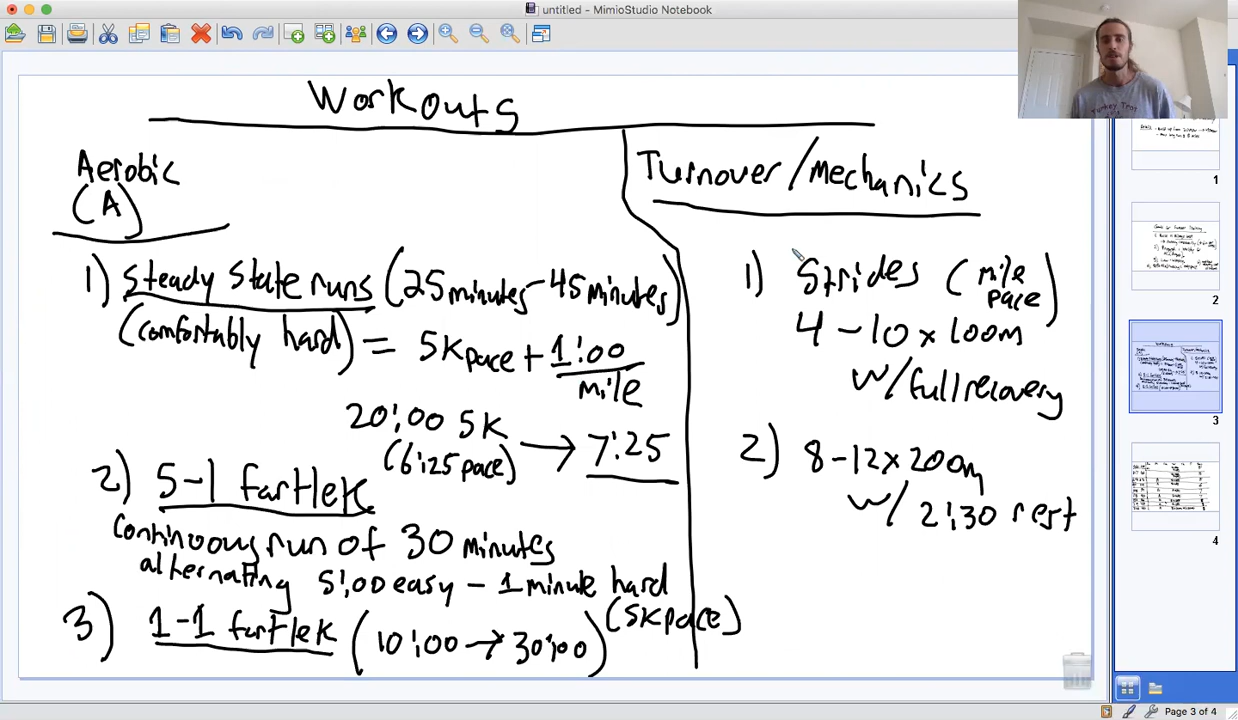 untitled - MimioStudio Notebook
Workouts
Aerobic
(A)
1) Steady State runs (25 minutes - 45 minutes)
(comfortably hard) = 5K pace + 1:00
mile
20:00 5K
(6:25 pace) → 7:25
2) 5-1 fartlek
Continuous run of 30 minutes
alternating 5:00 easy - 1 minute hard
(5K pace)
3) 1-1 fartlek (10:00 → 30:00)
Turnover/Mechanics
1) Strides (mile
pace)
4-10 x 100m
w/ full recovery
2) 8-12 x 200m
w/ 2:30 rest
Turkey Trot
1
2
3
4
Page 3 of 4